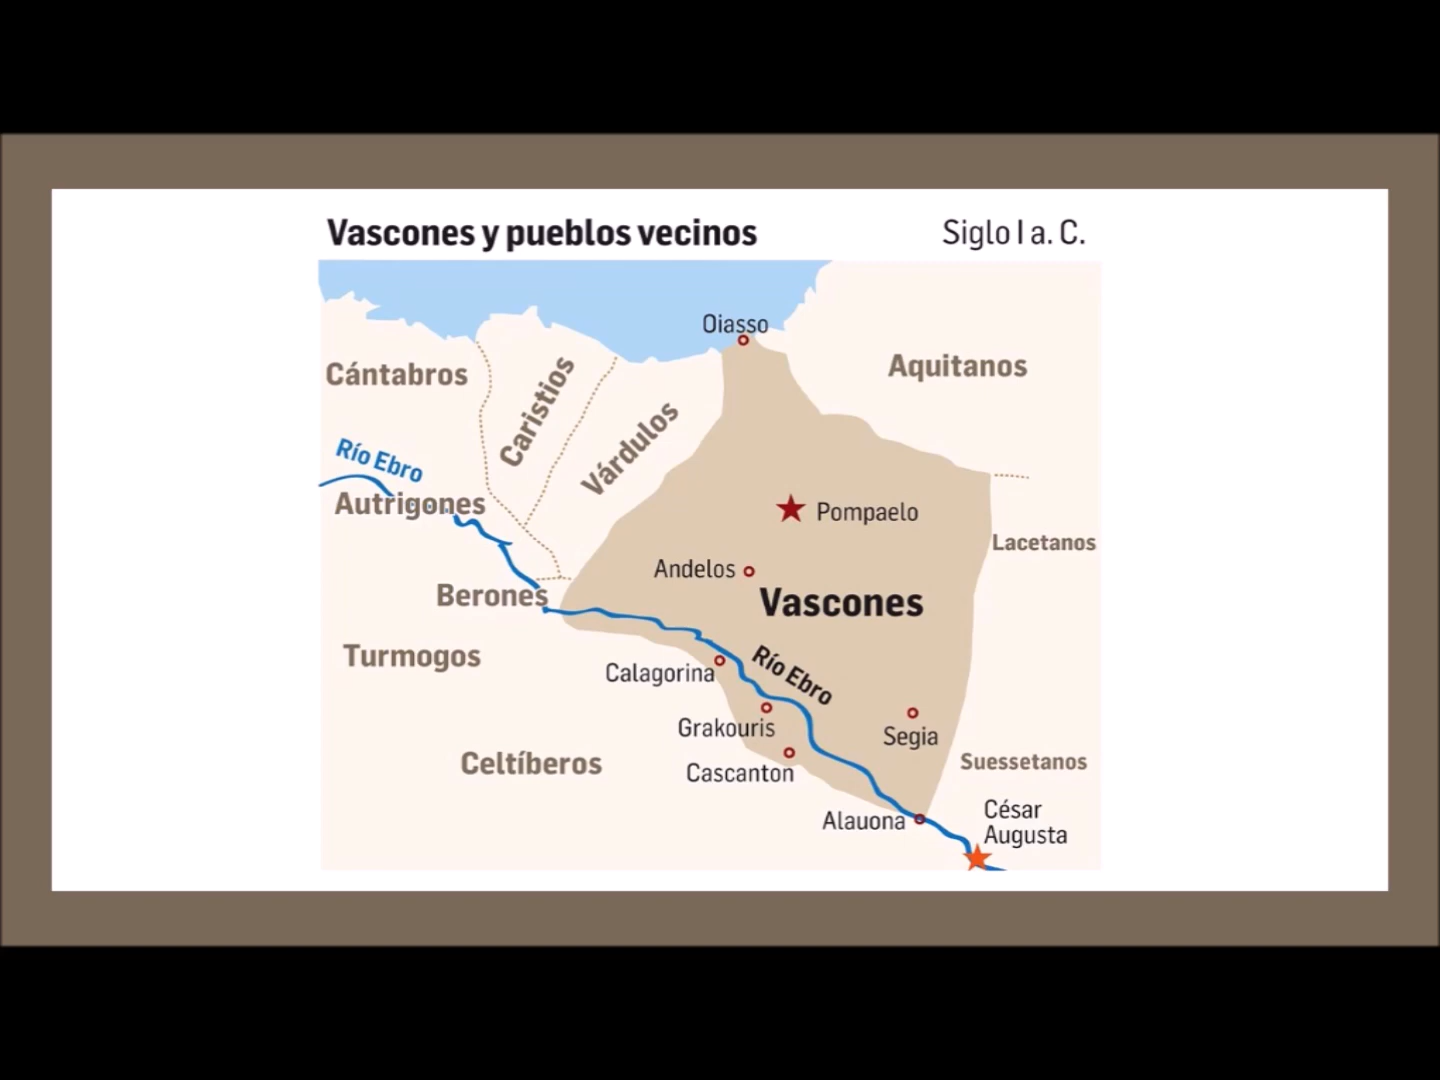 Vascones y pueblos vecinos
Siglo I a. C.
Oiasso
Cántabros
Caristios
Várdulos
Aquitanos
Río Ebro
Autrigones
Pompaelo
Lacetanos
Andelos
Berones
Vascones
Turmogos
Calagorina
Río Ebro
Grakouris
Segia
Celtíberos
Cascanton
Suessetanos
Alauona
César
Augusta